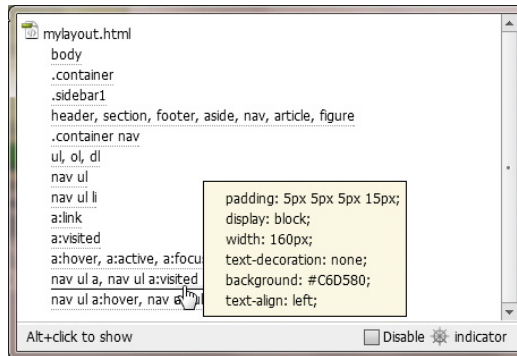 mylayout.html
body
.container
.sidebar1
header, section, footer, aside, nav, article, figure
.container nav
ul, ol, dl
nav ul
nav ul li
a:link
a:visited
a:hover, a:active, a:focus
nav ul a, nav ul a:visited
nav ul a:hover, nav
padding: 5px 5px 5px 15px;
display: block;
width: 160px;
text-decoration: none;
background: #C6D580;
text-align: left;
Alt+click to show
Disable indicator